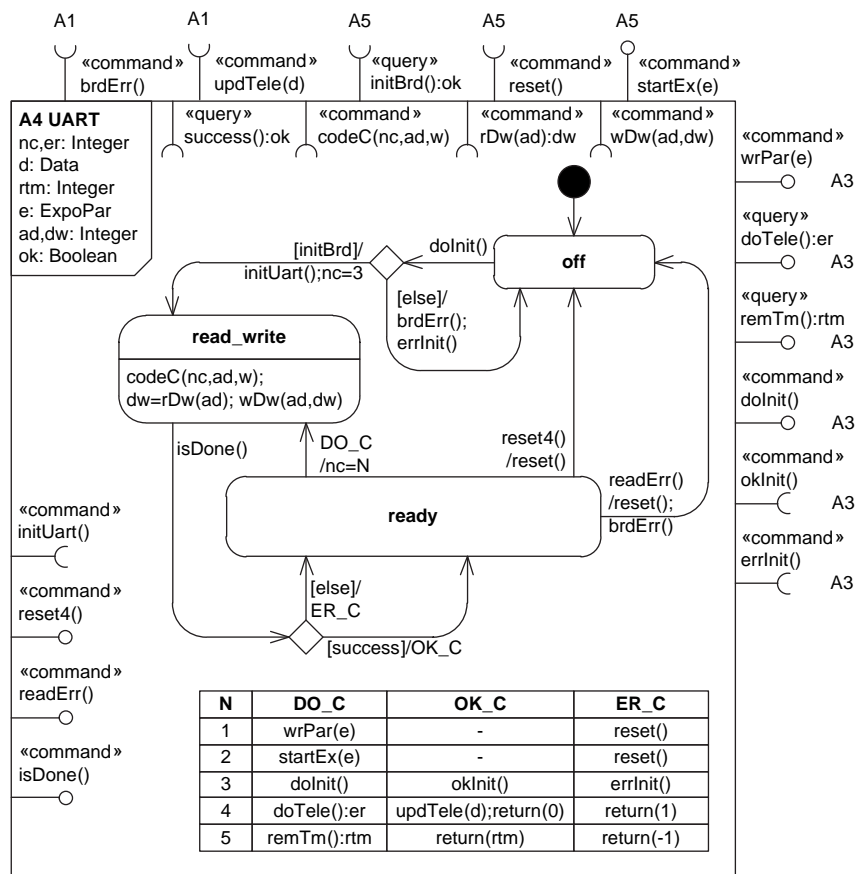 A1
A1
A5
A5
A5
«command»
brdErr()
«command»
updTele(d)
«query»
initBrd():ok
«command»
reset()
«command»
startEx(e)
A4 UART
nc,er: Integer
d: Data
rtm: Integer
e: ExpoPar
ad,dw: Integer
ok: Boolean
«query»
success():ok
«command»
codeC(nc,ad,w)
«command»
rDw(ad):dw
«command»
wDw(ad,dw)
«command»
wrPar(e)
A3
«query»
doTele():er
A3
«query»
remTm():rtm
A3
«command»
doInit()
A3
«command»
okInit()
A3
«command»
errInit()
A3
[initBrd]/
initUart();nc=3
doInit()
off
[else]/
brdErr();
errInit()
read_write
codeC(nc,ad,w);
dw=rDw(ad); wDw(ad,dw)
isDone()
DO_C
/nc=N
reset4()
/reset()
readErr()
/reset();
brdErr()
ready
[else]/
ER_C
[success]/OK_C
«command»
initUart()
«command»
reset4()
«command»
readErr()
«command»
isDone()
N DO_C OK_C ER_C
1 wrPar(e) - reset()
2 startEx(e) - reset()
3 doInit() okInit() errInit()
4 doTele():er updTele(d);return(0) return(1)
5 remTm():rtm return(rtm) return(-1)